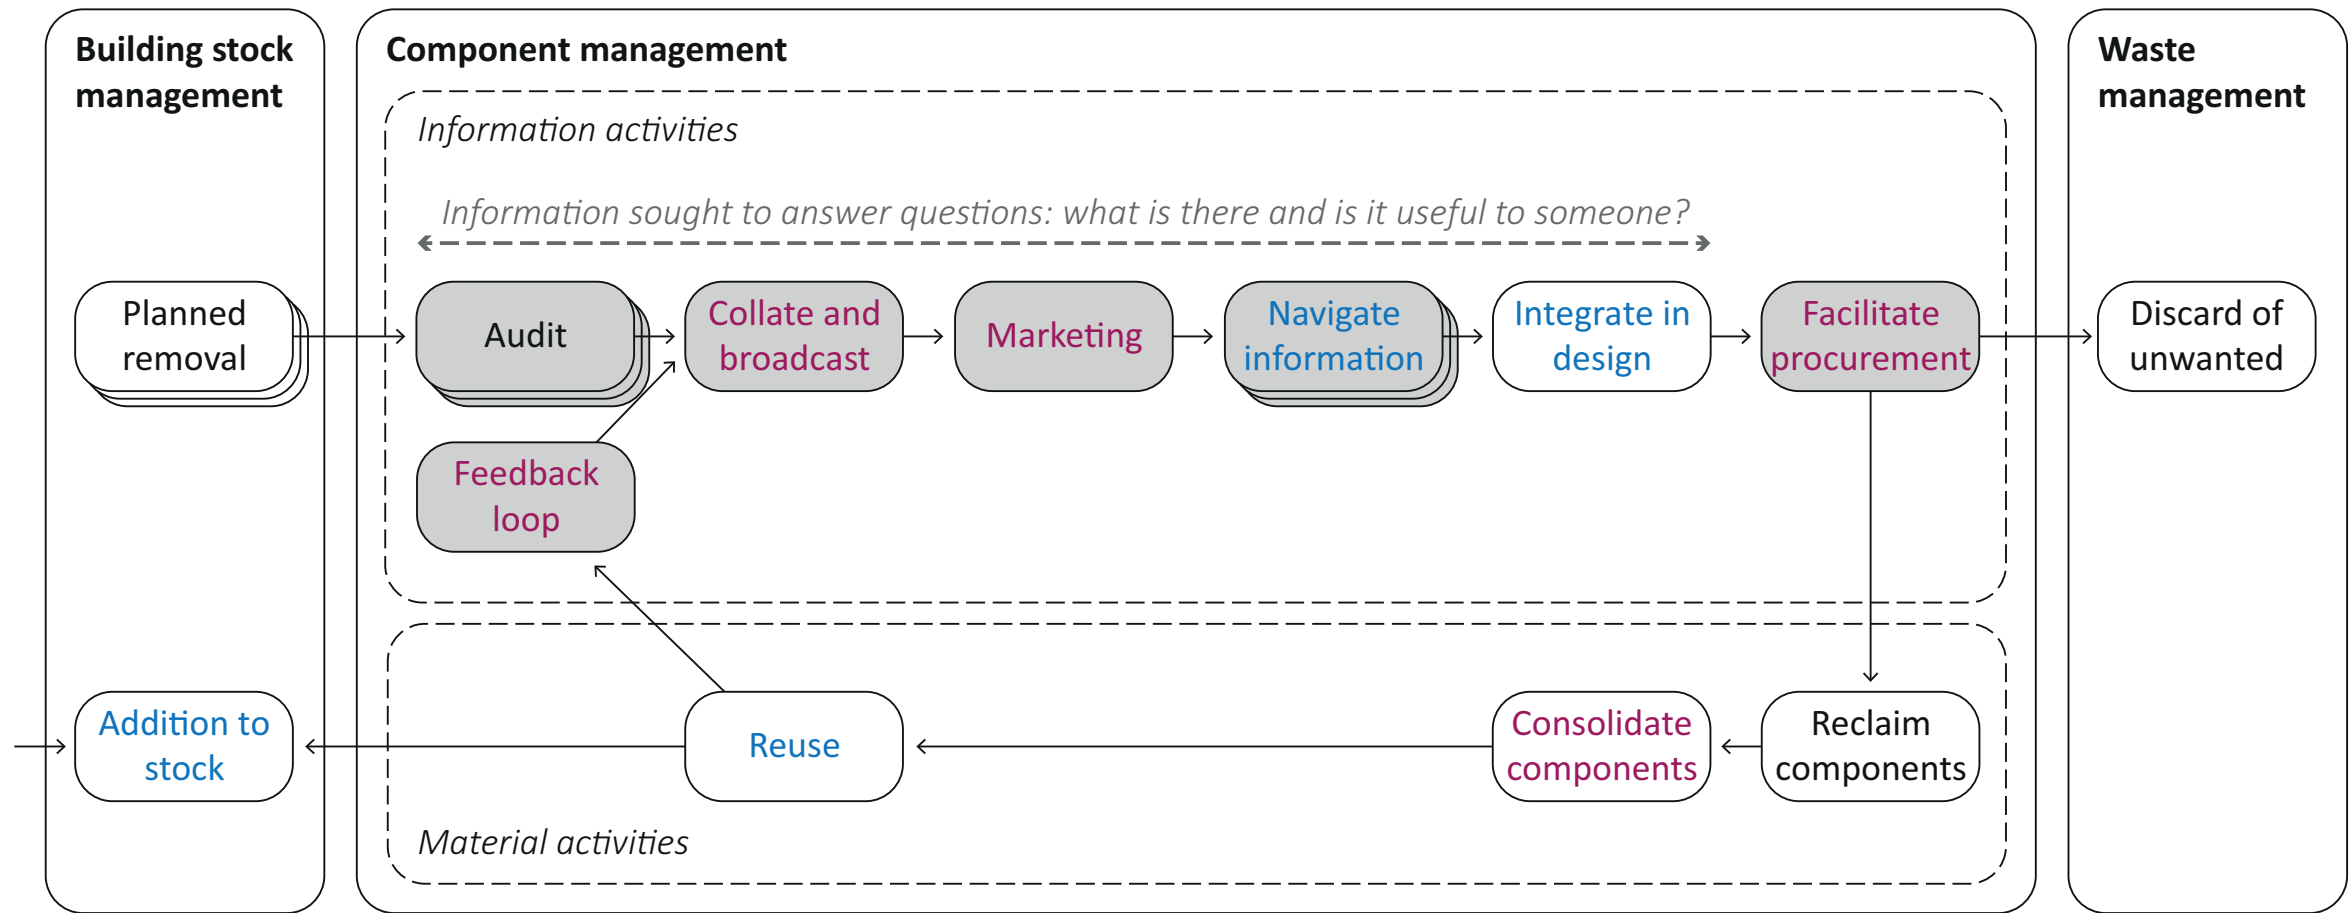 Building stock
management
Component management
Waste
management
Information activities
Information sought to answer questions: what is there and is it useful to someone?
Planned
removal
Audit
Collate and
broadcast
Marketing
Navigate
information
Integrate in
design
Facilitate
procurement
Discard of
unwanted
Feedback
loop
Addition to
stock
Reuse
Consolidate
components
Reclaim
components
Material activities